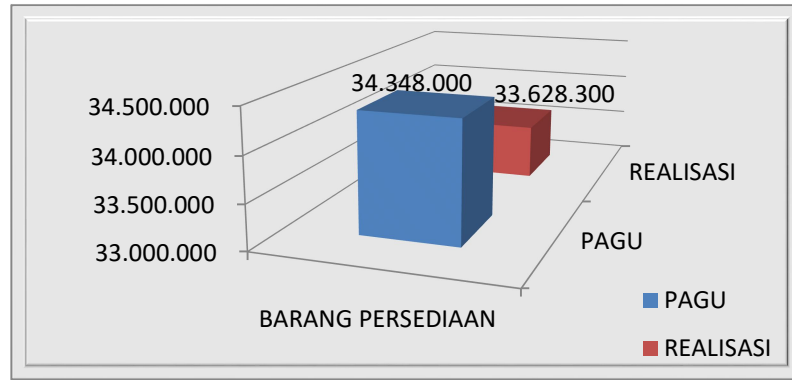 34.348.000
33.628.300
34.500.000
34.000.000
33.500.000
33.000.000
REALISASI
PAGU
BARANG PERSEDIAAN
PAGU
REALISASI